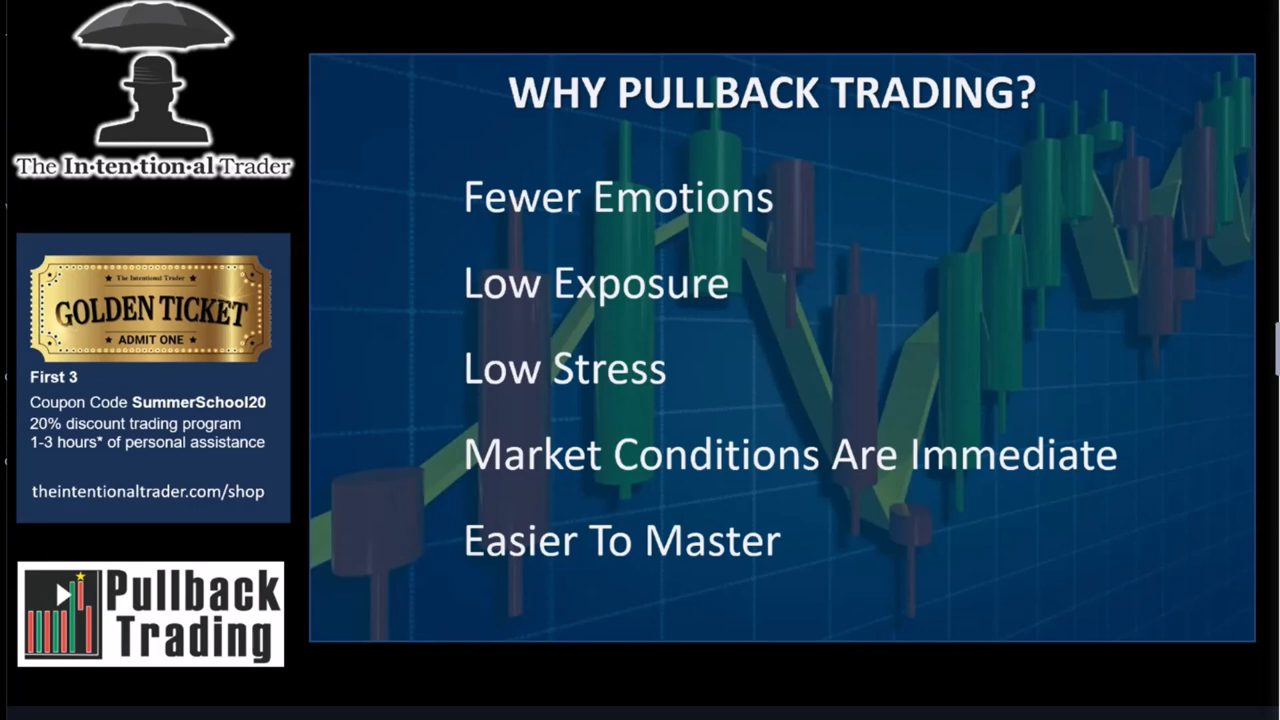 The In·ten·tion·al Trader
The Intentional Trader
GOLDEN TICKET
ADMIT ONE
First 3
Coupon Code SummerSchool20
20% discount trading program
1-3 hours* of personal assistance
theintentionaltrader.com/shop
Pullback
Trading
WHY PULLBACK TRADING?
Fewer Emotions
Low Exposure
Low Stress
Market Conditions Are Immediate
Easier To Master